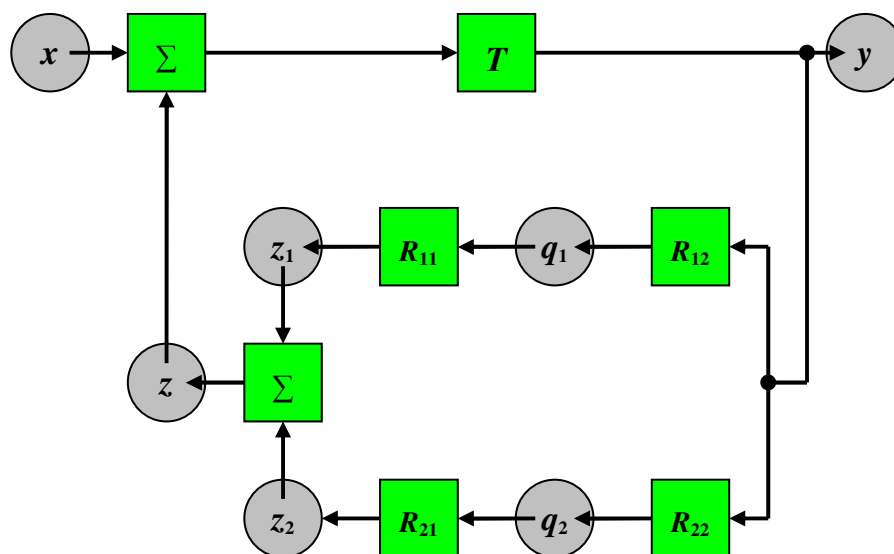 x Σ T y
z₁ R₁₁ q₁ R₁₂
z Σ
z₂ R₂₁ q₂ R₂₂